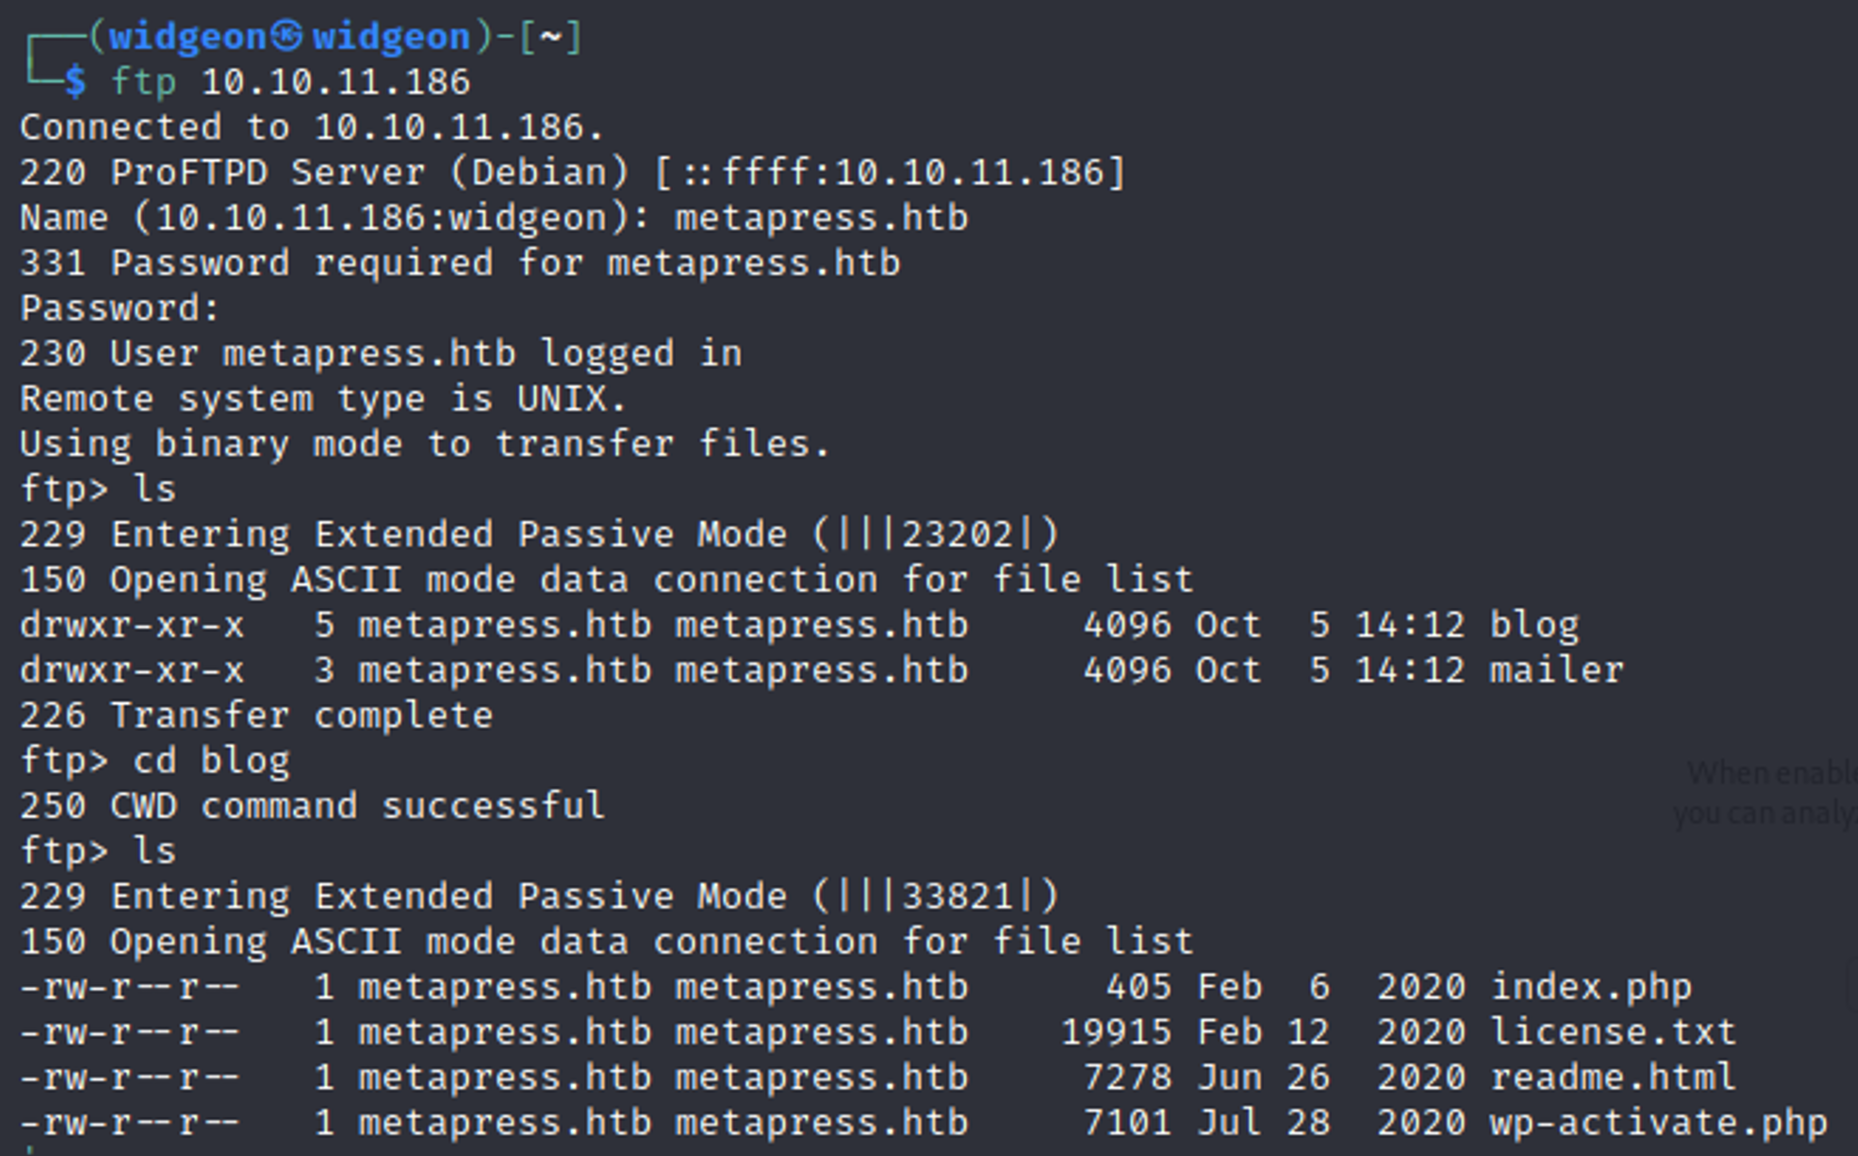 ┌──(widgeon㉿widgeon)-[~]
└─$ ftp 10.10.11.186
Connected to 10.10.11.186.
220 ProFTPD Server (Debian) [::ffff:10.10.11.186]
Name (10.10.11.186:widgeon): metapress.htb
331 Password required for metapress.htb
Password:
230 User metapress.htb logged in
Remote system type is UNIX.
Using binary mode to transfer files.
ftp> ls
229 Entering Extended Passive Mode (|||23202|)
150 Opening ASCII mode data connection for file list
drwxr-xr-x   5 metapress.htb metapress.htb     4096 Oct  5 14:12 blog
drwxr-xr-x   3 metapress.htb metapress.htb     4096 Oct  5 14:12 mailer
226 Transfer complete
ftp> cd blog
When enable
250 CWD command successful
you can analy
ftp> ls
229 Entering Extended Passive Mode (|||33821|)
150 Opening ASCII mode data connection for file list
-rw-r--r--   1 metapress.htb metapress.htb      405 Feb  6  2020 index.php
-rw-r--r--   1 metapress.htb metapress.htb    19915 Feb 12  2020 license.txt
-rw-r--r--   1 metapress.htb metapress.htb     7278 Jun 26  2020 readme.html
-rw-r--r--   1 metapress.htb metapress.htb     7101 Jul 28  2020 wp-activate.php